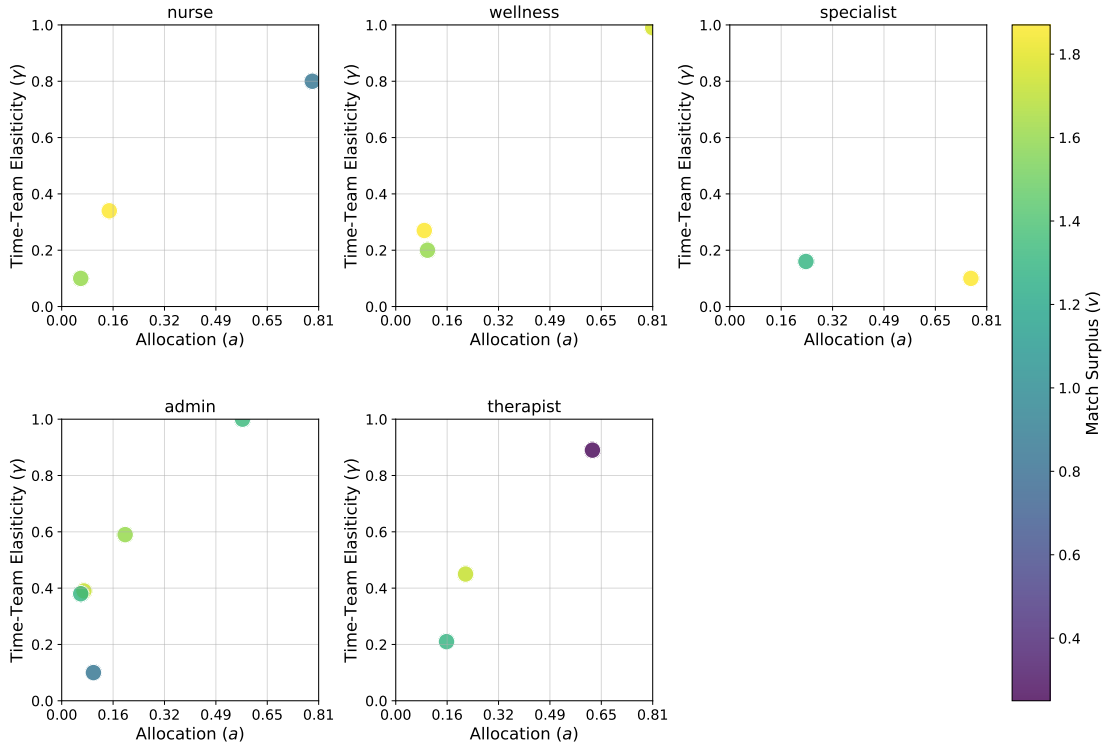 nurse
wellness
specialist
Time-Team Elasiticity (γ)
1.0
0.8
0.6
0.4
0.2
0.0
0.00 0.16 0.32 0.49 0.65 0.81
Allocation (a)
Time-Team Elasiticity (γ)
1.0
0.8
0.6
0.4
0.2
0.0
0.00 0.16 0.32 0.49 0.65 0.81
Allocation (a)
Time-Team Elasiticity (γ)
1.0
0.8
0.6
0.4
0.2
0.0
0.00 0.16 0.32 0.49 0.65 0.81
Allocation (a)
admin
therapist
Time-Team Elasiticity (γ)
1.0
0.8
0.6
0.4
0.2
0.0
0.00 0.16 0.32 0.49 0.65 0.81
Allocation (a)
Time-Team Elasiticity (γ)
1.0
0.8
0.6
0.4
0.2
0.0
0.00 0.16 0.32 0.49 0.65 0.81
Allocation (a)
1.8
1.6
1.4
1.2
1.0
0.8
0.6
0.4
Match Surplus (v)